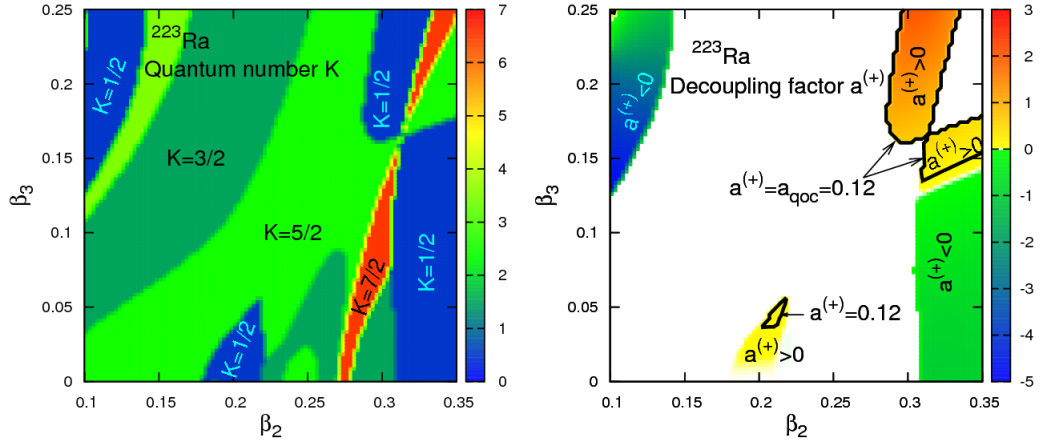 0.25
0.20
0.15
0.10
0.05
0
β3
0.1
0.15
0.2
0.25
0.3
0.35
β2
²²³Ra
Quantum number K
K=1/2
K=1/2
K=3/2
K=5/2
K=7/2
K=1/2
K=1/2
7
6
5
4
3
2
1
0
0.25
0.20
0.15
0.10
0.05
0
β3
0.1
0.15
0.2
0.25
0.3
0.35
β2
²²³Ra
Decoupling factor a⁽⁺⁾
a⁽⁺⁾<0
a⁽⁺⁾>0
a⁽⁺⁾>0
a⁽⁺⁾=aqoc=0.12
a⁽⁺⁾<0
a⁽⁺⁾=0.12
a⁽⁺⁾>0
3
2
1
0
-1
-2
-3
-4
-5